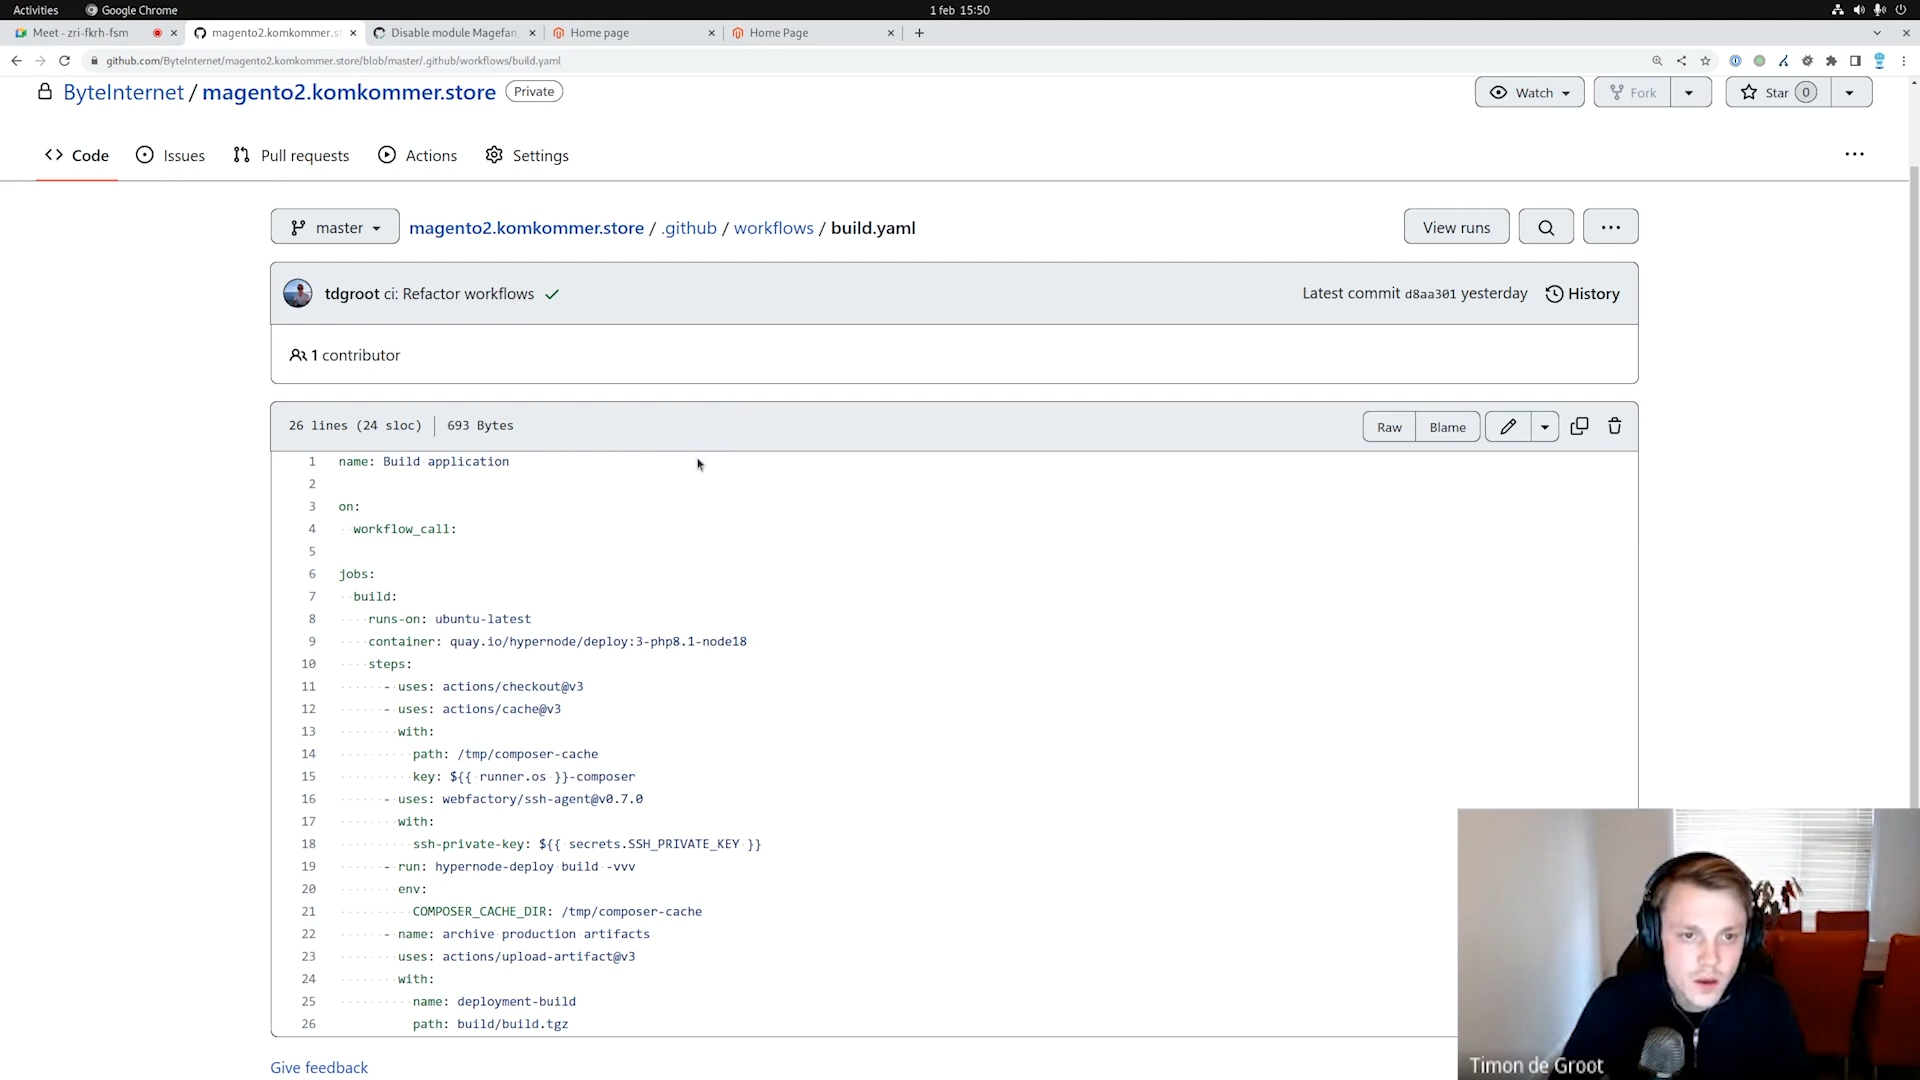 Activities
Google Chrome
1 feb 15:50
Meet - zri-fkrh-fsm
magento2.komkommer.st
Disable module Magefan
Home page
Home Page
github.com/ByteInternet/magento2.komkommer.store/blob/master/.github/workflows/build.yaml
ByteInternet / magento2.komkommer.store Private
Watch
Fork
Star 0
Code
Issues
Pull requests
Actions
Settings
master
magento2.komkommer.store / .github / workflows / build.yaml
View runs
tdgroot ci: Refactor workflows
Latest commit d8aa301 yesterday
History
1 contributor
26 lines (24 sloc) 693 Bytes
Raw
Blame
1 name: Build application
2
3 on:
4 workflow_call:
5
6 jobs:
7 build:
8 runs-on: ubuntu-latest
9 container: quay.io/hypernode/deploy:3-php8.1-node18
10 steps:
11 - uses: actions/checkout@v3
12 - uses: actions/cache@v3
13 with:
14 path: /tmp/composer-cache
15 key: ${{ runner.os }}-composer
16 - uses: webfactory/ssh-agent@v0.7.0
17 with:
18 ssh-private-key: ${{ secrets.SSH_PRIVATE_KEY }}
19 - run: hypernode-deploy build -vvv
20 env:
21 COMPOSER_CACHE_DIR: /tmp/composer-cache
22 - name: archive production artifacts
23 uses: actions/upload-artifact@v3
24 with:
25 name: deployment-build
26 path: build/build.tgz
Give feedback
Timon de Groot